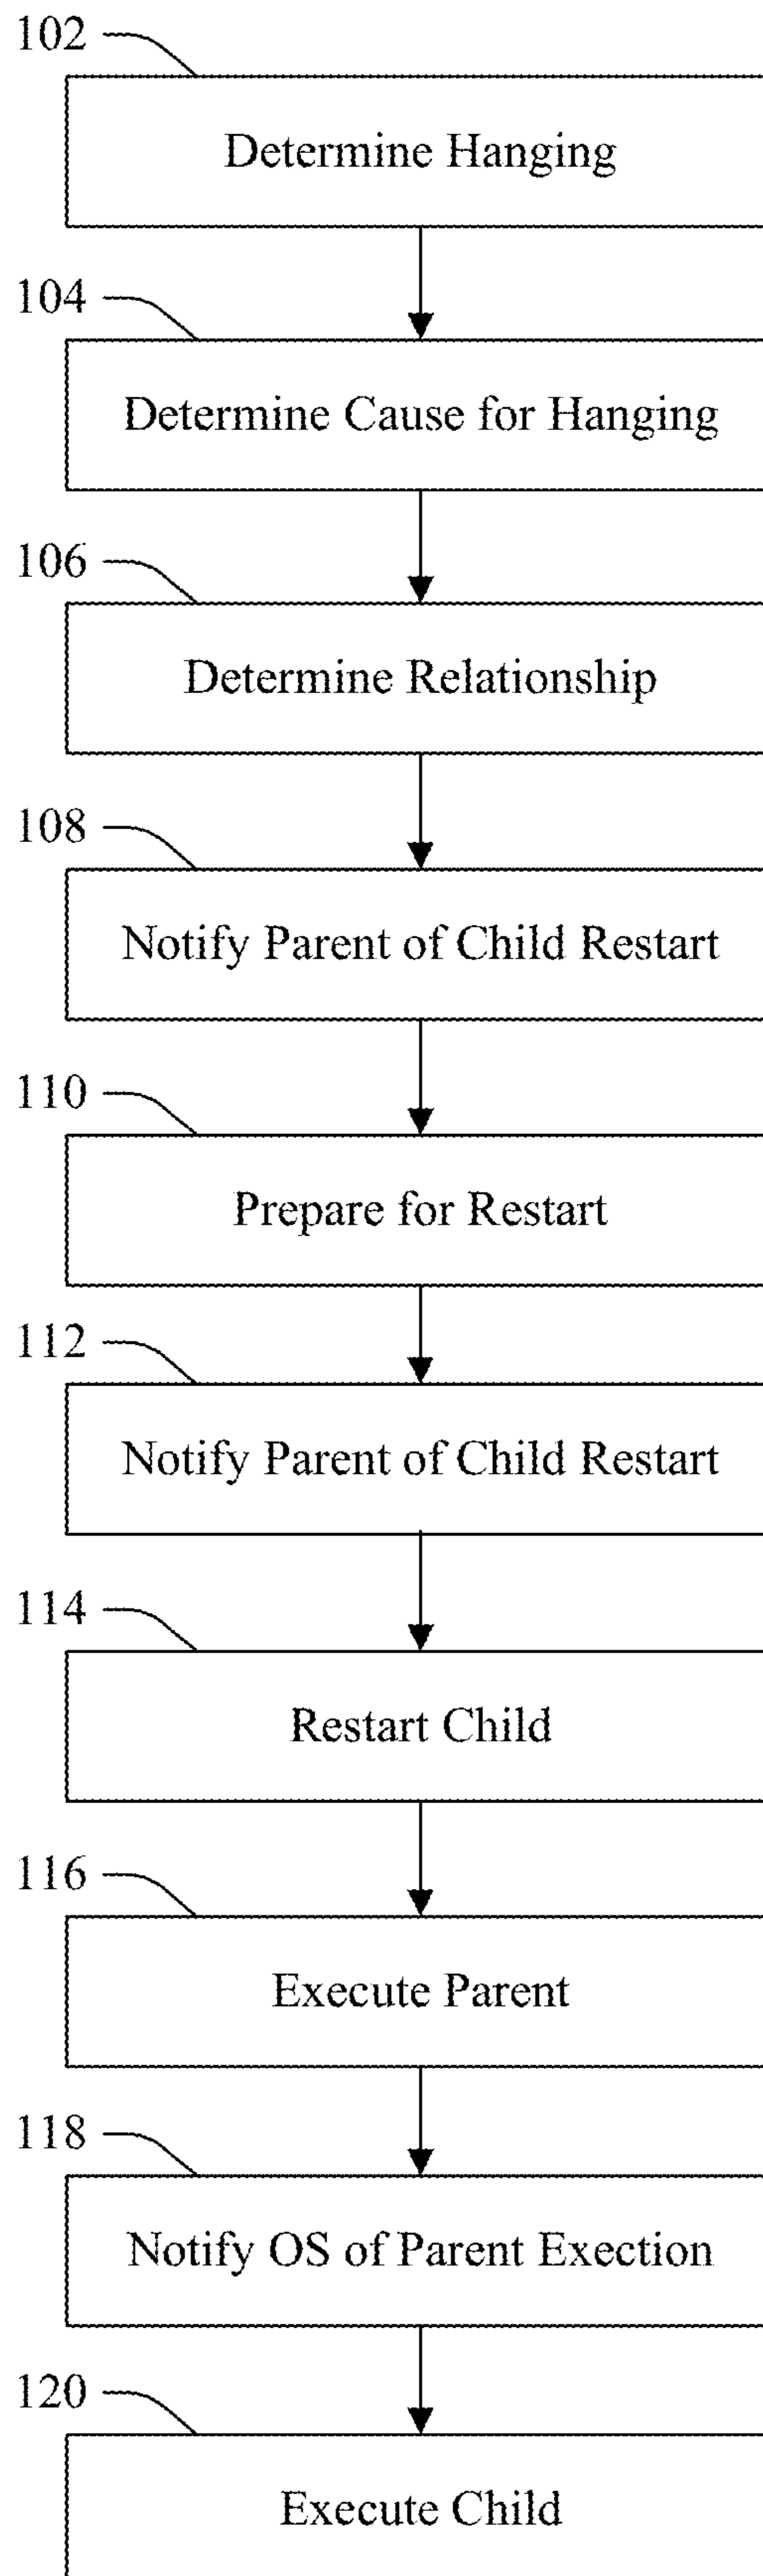 102
Determine Hanging
104
Determine Cause for Hanging
106
Determine Relationship
108
Notify Parent of Child Restart
110
Prepare for Restart
112
Notify Parent of Child Restart
114
Restart Child
116
Execute Parent
118
Notify OS of Parent Exection
120
Execute Child